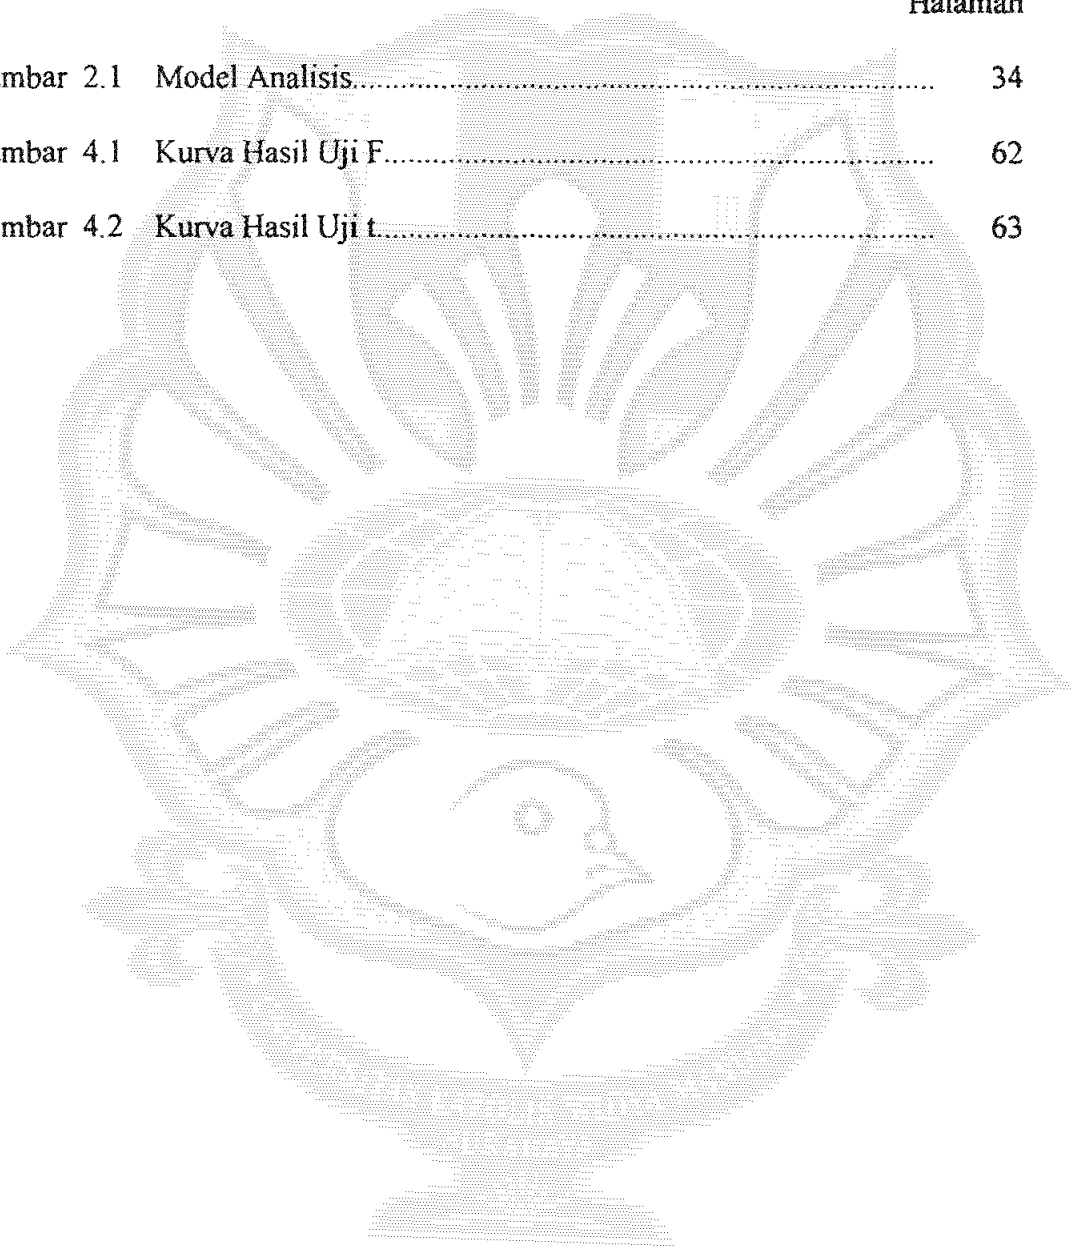 Halaman
mbar 2.1 Model Analisis........ 34
mbar 4.1 Kurva Hasil Uji F........ 62
mbar 4.2 Kurva Hasil Uji t........ 63